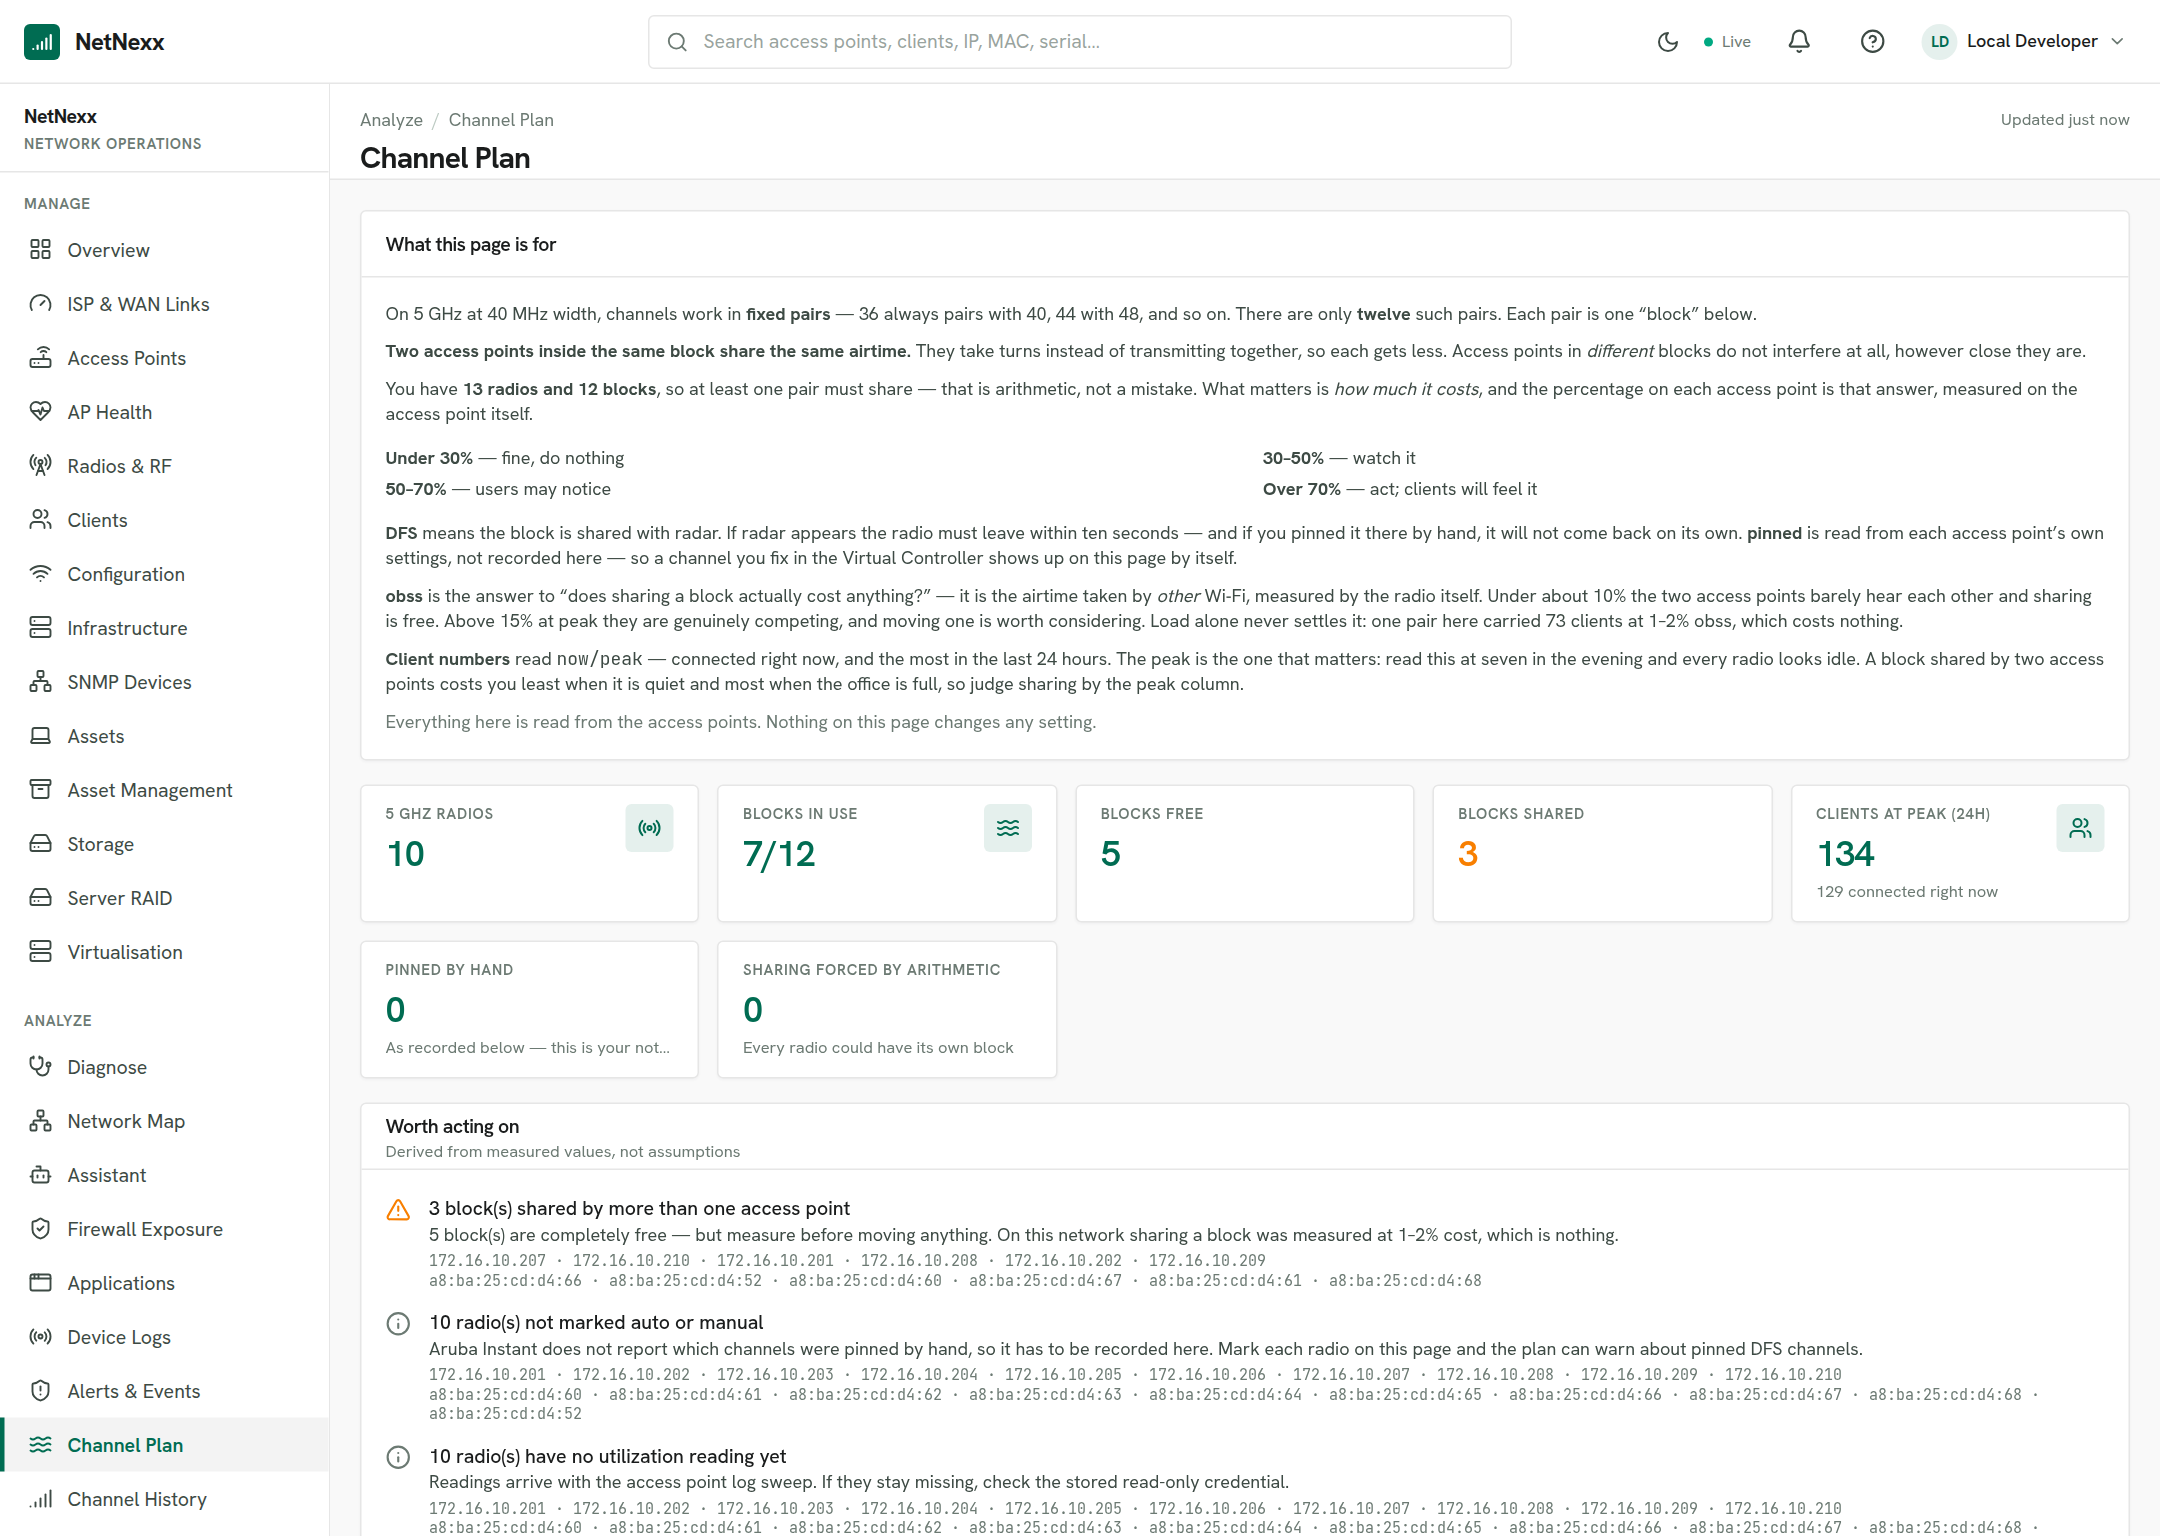 NetNexx
Search access points, clients, IP, MAC, serial...
Live
LD
Local Developer
NetNexx
NETWORK OPERATIONS
MANAGE
Overview
ISP & WAN Links
Access Points
AP Health
Radios & RF
Clients
Configuration
Infrastructure
SNMP Devices
Assets
Asset Management
Storage
Server RAID
Virtualisation
ANALYZE
Diagnose
Network Map
Assistant
Firewall Exposure
Applications
Device Logs
Alerts & Events
Channel Plan
Channel History
Analyze / Channel Plan
Updated just now
Channel Plan
What this page is for
On 5 GHz at 40 MHz width, channels work in fixed pairs — 36 always pairs with 40, 44 with 48, and so on. There are only twelve such pairs. Each pair is one “block” below.
Two access points inside the same block share the same airtime. They take turns instead of transmitting together, so each gets less. Access points in different blocks do not interfere at all, however close they are.
You have 13 radios and 12 blocks, so at least one pair must share — that is arithmetic, not a mistake. What matters is how much it costs, and the percentage on each access point is that answer, measured on the
access point itself.
Under 30% — fine, do nothing
30–50% — watch it
50–70% — users may notice
Over 70% — act; clients will feel it
DFS means the block is shared with radar. If radar appears the radio must leave within ten seconds — and if you pinned it there by hand, it will not come back on its own. pinned is read from each access point’s own
settings, not recorded here — so a channel you fix in the Virtual Controller shows up on this page by itself.
obss is the answer to “does sharing a block actually cost anything?” — it is the airtime taken by other Wi-Fi, measured by the radio itself. Under about 10% the two access points barely hear each other and sharing
is free. Above 15% at peak they are genuinely competing, and moving one is worth considering. Load alone never settles it: one pair here carried 73 clients at 1–2% obss, which costs nothing.
Client numbers read now/peak — connected right now, and the most in the last 24 hours. The peak is the one that matters: read this at seven in the evening and every radio looks idle. A block shared by two access
points costs you least when it is quiet and most when the office is full, so judge sharing by the peak column.
Everything here is read from the access points. Nothing on this page changes any setting.
5 GHZ RADIOS
10
BLOCKS IN USE
7/12
BLOCKS FREE
5
BLOCKS SHARED
3
CLIENTS AT PEAK (24H)
134
129 connected right now
PINNED BY HAND
0
As recorded below — this is your not...
SHARING FORCED BY ARITHMETIC
0
Every radio could have its own block
Worth acting on
Derived from measured values, not assumptions
3 block(s) shared by more than one access point
5 block(s) are completely free — but measure before moving anything. On this network sharing a block was measured at 1–2% cost, which is nothing.
172.16.10.207 · 172.16.10.210 · 172.16.10.201 · 172.16.10.208 · 172.16.10.202 · 172.16.10.209
a8:ba:25:cd:d4:66 · a8:ba:25:cd:d4:52 · a8:ba:25:cd:d4:60 · a8:ba:25:cd:d4:67 · a8:ba:25:cd:d4:61 · a8:ba:25:cd:d4:68
10 radio(s) not marked auto or manual
Aruba Instant does not report which channels were pinned by hand, so it has to be recorded here. Mark each radio on this page and the plan can warn about pinned DFS channels.
172.16.10.201 · 172.16.10.202 · 172.16.10.203 · 172.16.10.204 · 172.16.10.205 · 172.16.10.206 · 172.16.10.207 · 172.16.10.208 · 172.16.10.209 · 172.16.10.210
a8:ba:25:cd:d4:60 · a8:ba:25:cd:d4:61 · a8:ba:25:cd:d4:62 · a8:ba:25:cd:d4:63 · a8:ba:25:cd:d4:64 · a8:ba:25:cd:d4:65 · a8:ba:25:cd:d4:66 · a8:ba:25:cd:d4:67 · a8:ba:25:cd:d4:68 ·
a8:ba:25:cd:d4:52
10 radio(s) have no utilization reading yet
Readings arrive with the access point log sweep. If they stay missing, check the stored read-only credential.
172.16.10.201 · 172.16.10.202 · 172.16.10.203 · 172.16.10.204 · 172.16.10.205 · 172.16.10.206 · 172.16.10.207 · 172.16.10.208 · 172.16.10.209 · 172.16.10.210
a8:ba:25:cd:d4:60 · a8:ba:25:cd:d4:61 · a8:ba:25:cd:d4:62 · a8:ba:25:cd:d4:63 · a8:ba:25:cd:d4:64 · a8:ba:25:cd:d4:65 · a8:ba:25:cd:d4:66 · a8:ba:25:cd:d4:67 · a8:ba:25:cd:d4:68 ·